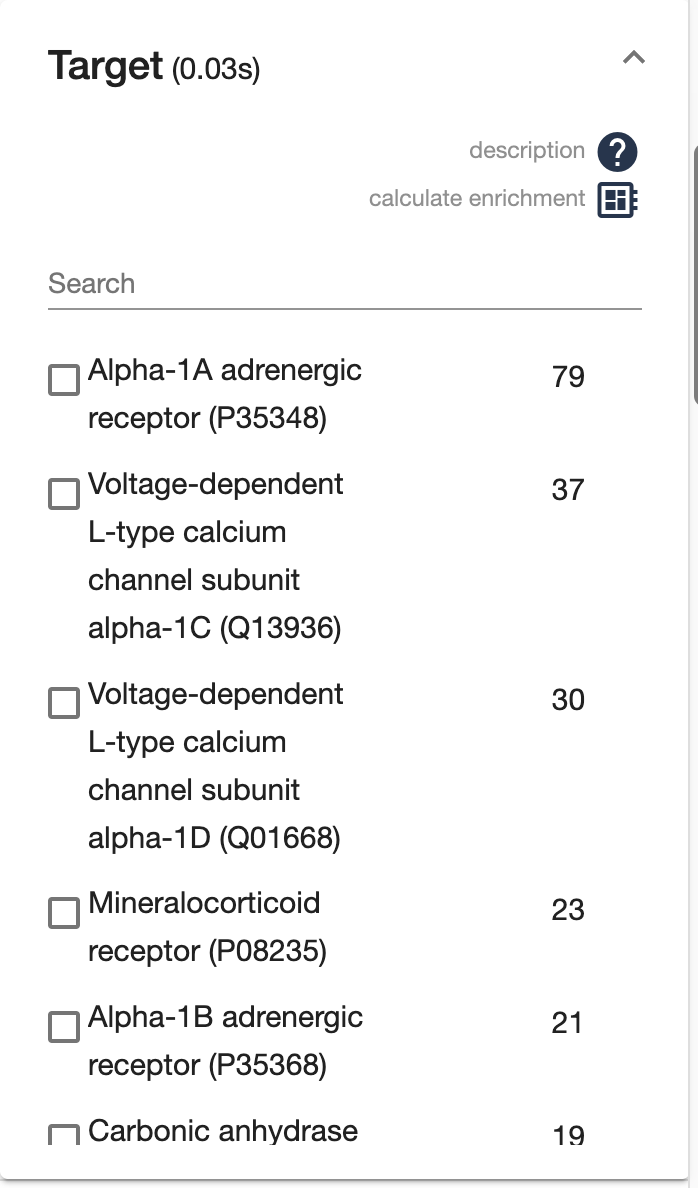 Target (0.03s)
description
calculate enrichment
Search
Alpha-1A adrenergic 79
receptor (P35348)
Voltage-dependent 37
L-type calcium
channel subunit
alpha-1C (Q13936)
Voltage-dependent 30
L-type calcium
channel subunit
alpha-1D (Q01668)
Mineralocorticoid 23
receptor (P08235)
Alpha-1B adrenergic 21
receptor (P35368)
Carbonic anhydrase 19